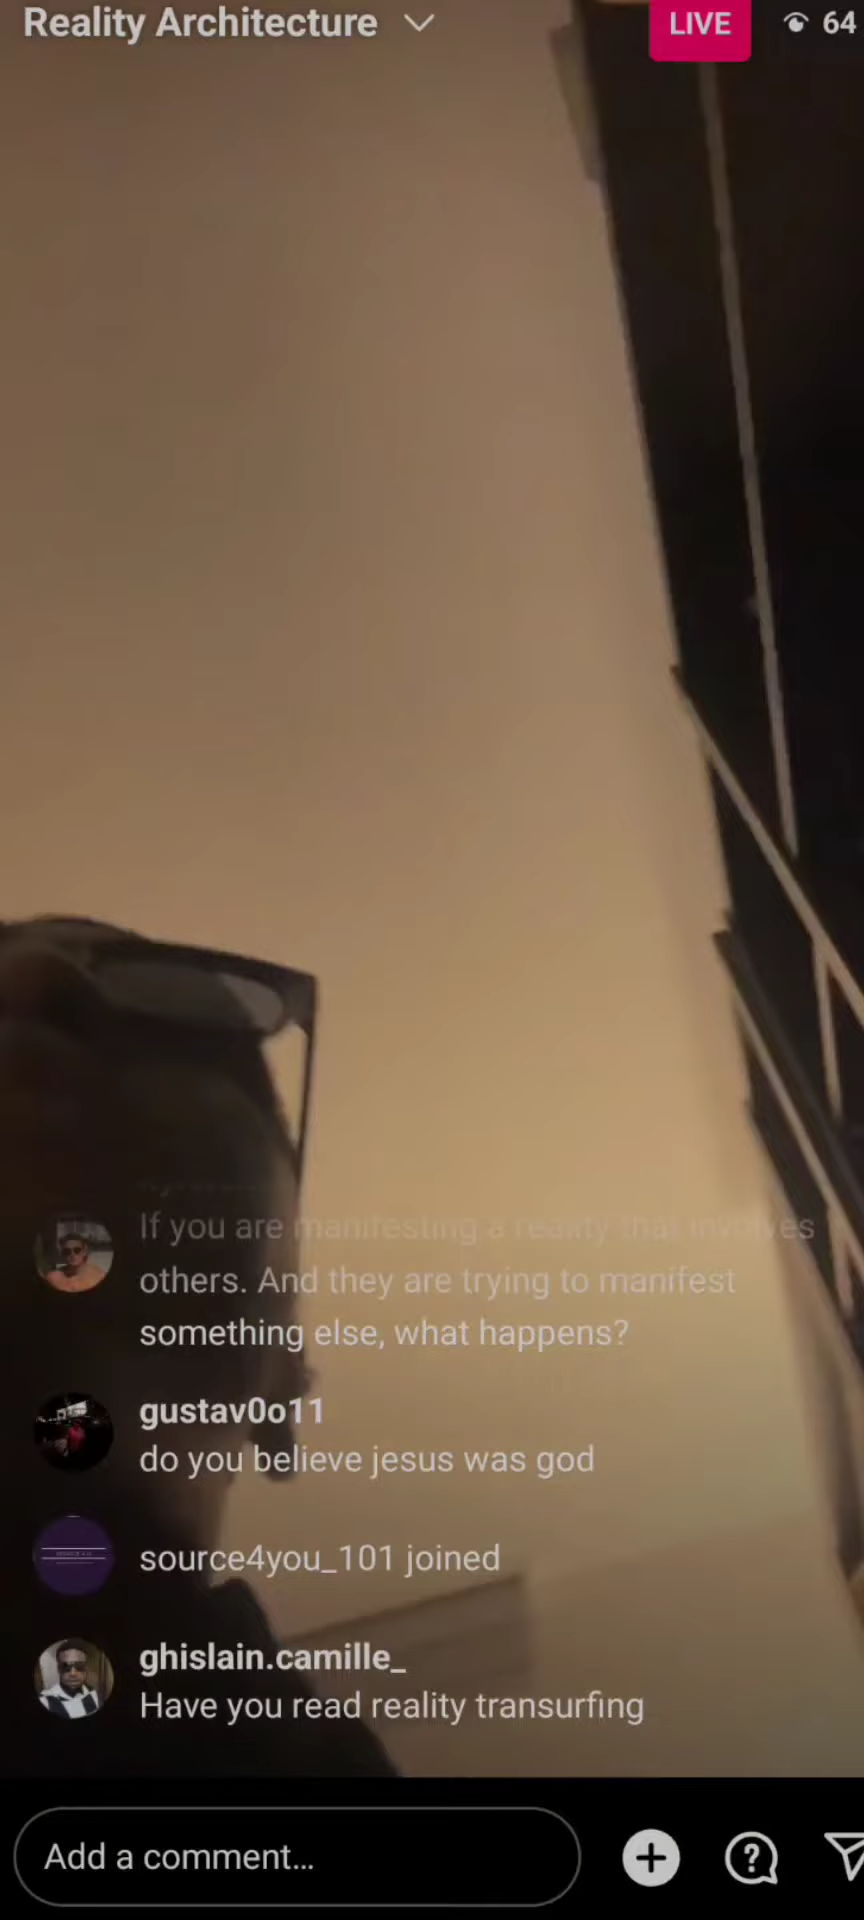 Reality Architecture
LIVE
64
If you are manifesting a reality that involves
others. And they are trying to manifest
something else, what happens?
gustav0o11
do you believe jesus was god
source4you_101 joined
ghislain.camille_
Have you read reality transurfing
Add a comment...